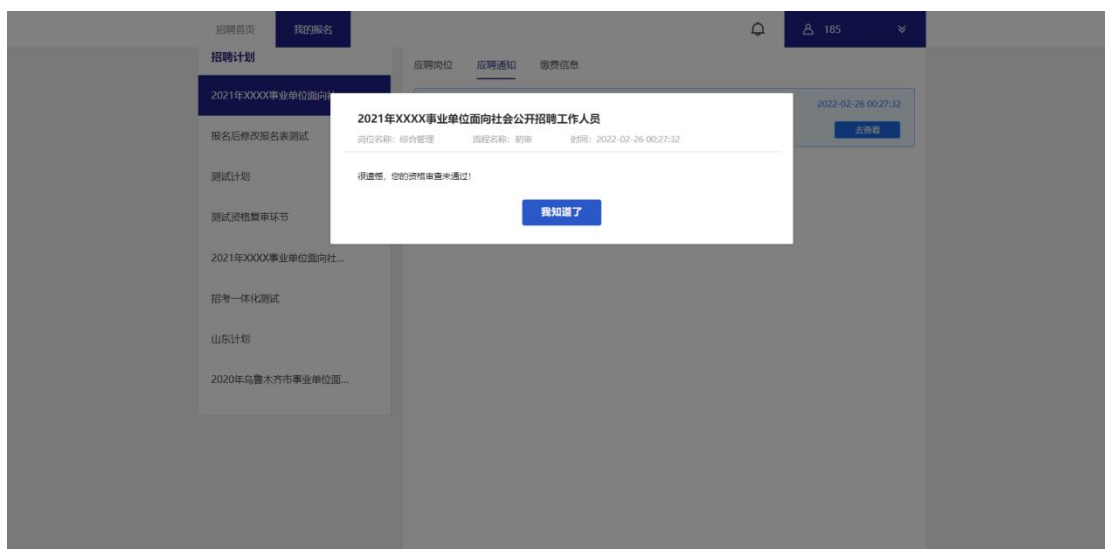 招聘首页 我的报名 185
招聘计划
应聘岗位 应聘通知 缴费信息
2021年XXXX事业单位面向社
2022-02-26 00:27:32
去查看
2021年XXXX事业单位面向社会公开招聘工作人员
岗位名称：综合管理 流程名称：初审 时间：2022-02-26 00:27:32
很遗憾，您的资格审查未通过！
我知道了
报名后修改报名表测试
测试计划
测试资格复审环节
2021年XXXX事业单位面向社...
招考一体化测试
山东计划
2020年乌鲁木齐市事业单位面...